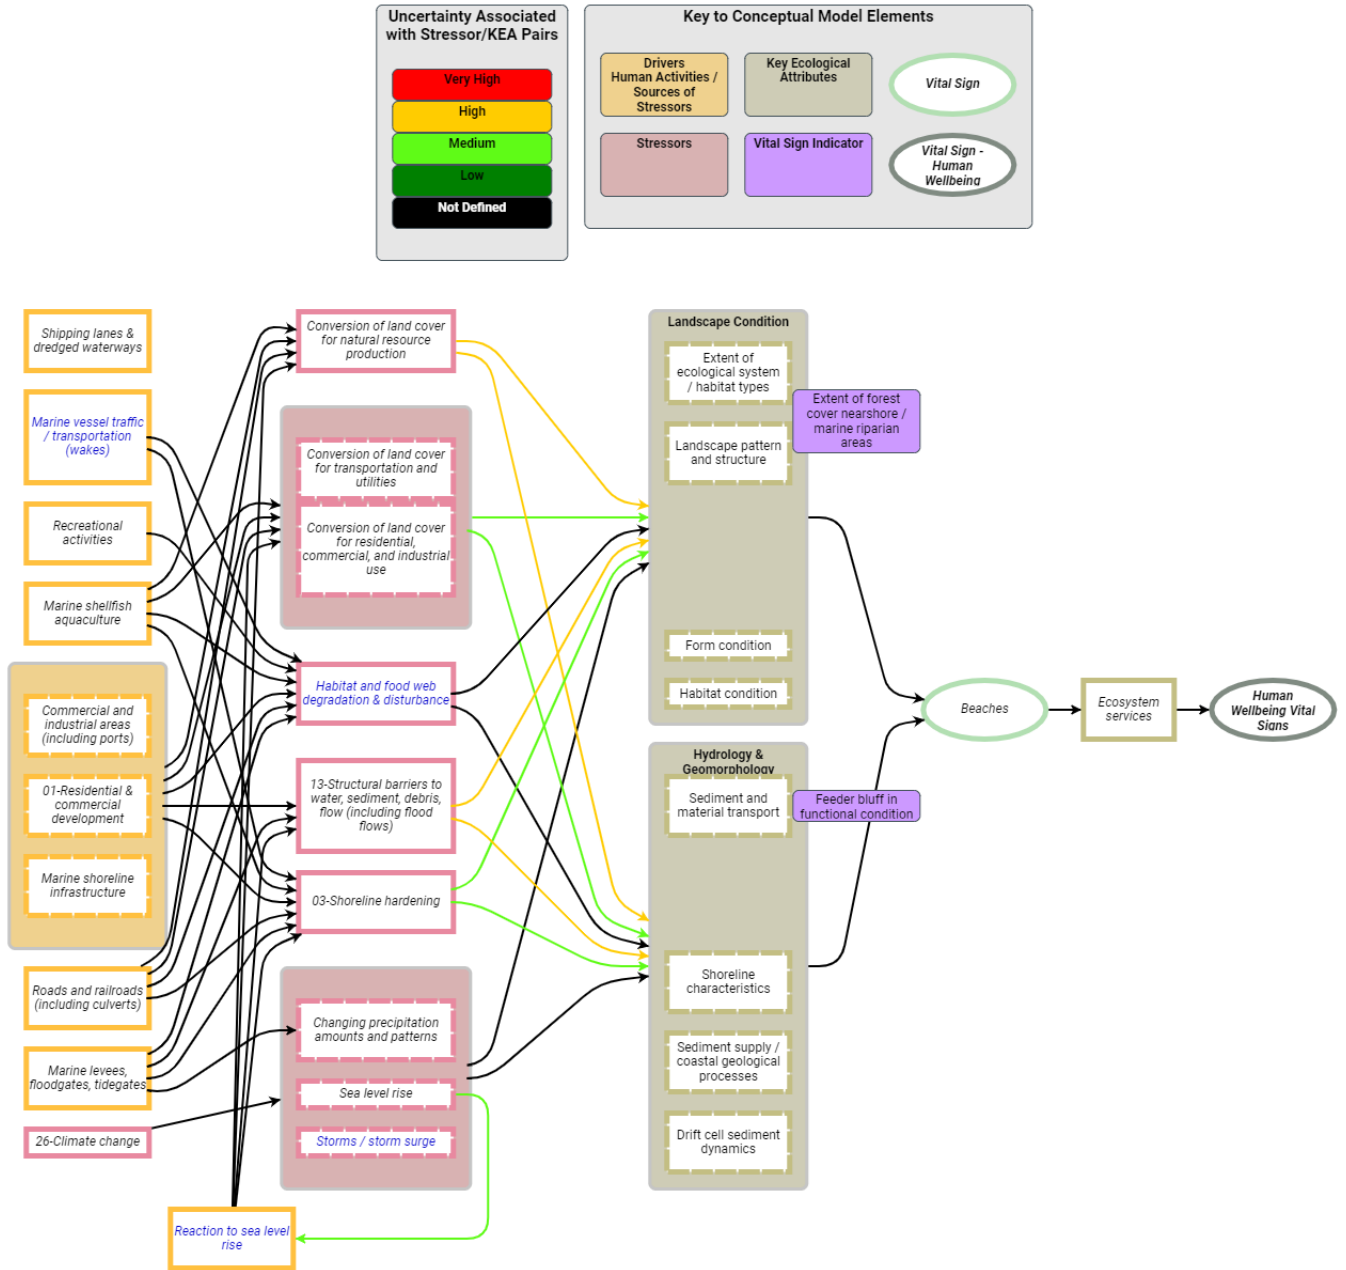 Uncertainty Associated
with Stressor/KEA Pairs
Very High
High
Medium
Low
Not Defined
Key to Conceptual Model Elements
Drivers
Human Activities /
Sources of
Stressors
Key Ecological
Attributes
Vital Sign
Stressors
Vital Sign Indicator
Vital Sign -
Human
Wellbeing
Shipping lanes &
dredged waterways
Marine vessel traffic
/ transportation
(wakes)
Recreational
activities
Marine shellfish
aquaculture
Commercial and
industrial areas
(including ports)
01-Residential &
commercial
development
Marine shoreline
infrastructure
Roads and railroads
(including culverts)
Marine levees,
floodgates, tidegates
26-Climate change
Reaction to sea level
rise
Conversion of land cover
for natural resource
production
Conversion of land cover
for transportation and
utilities
Conversion of land cover
for residential,
commercial, and industrial
use
Habitat and food web
degradation & disturbance
13-Structural barriers to
water, sediment, debris,
flow (including flood
flows)
03-Shoreline hardening
Changing precipitation
amounts and patterns
Sea level rise
Storms / storm surge
Landscape Condition
Extent of
ecological system
/ habitat types
Extent of forest
cover nearshore /
marine riparian
areas
Landscape pattern
and structure
Form condition
Habitat condition
Hydrology &
Geomorphology
Sediment and
material transport
Feeder bluff in
functional condition
Shoreline
characteristics
Sediment supply /
coastal geological
processes
Drift cell sediment
dynamics
Beaches
Ecosystem
services
Human
Wellbeing Vital
Signs